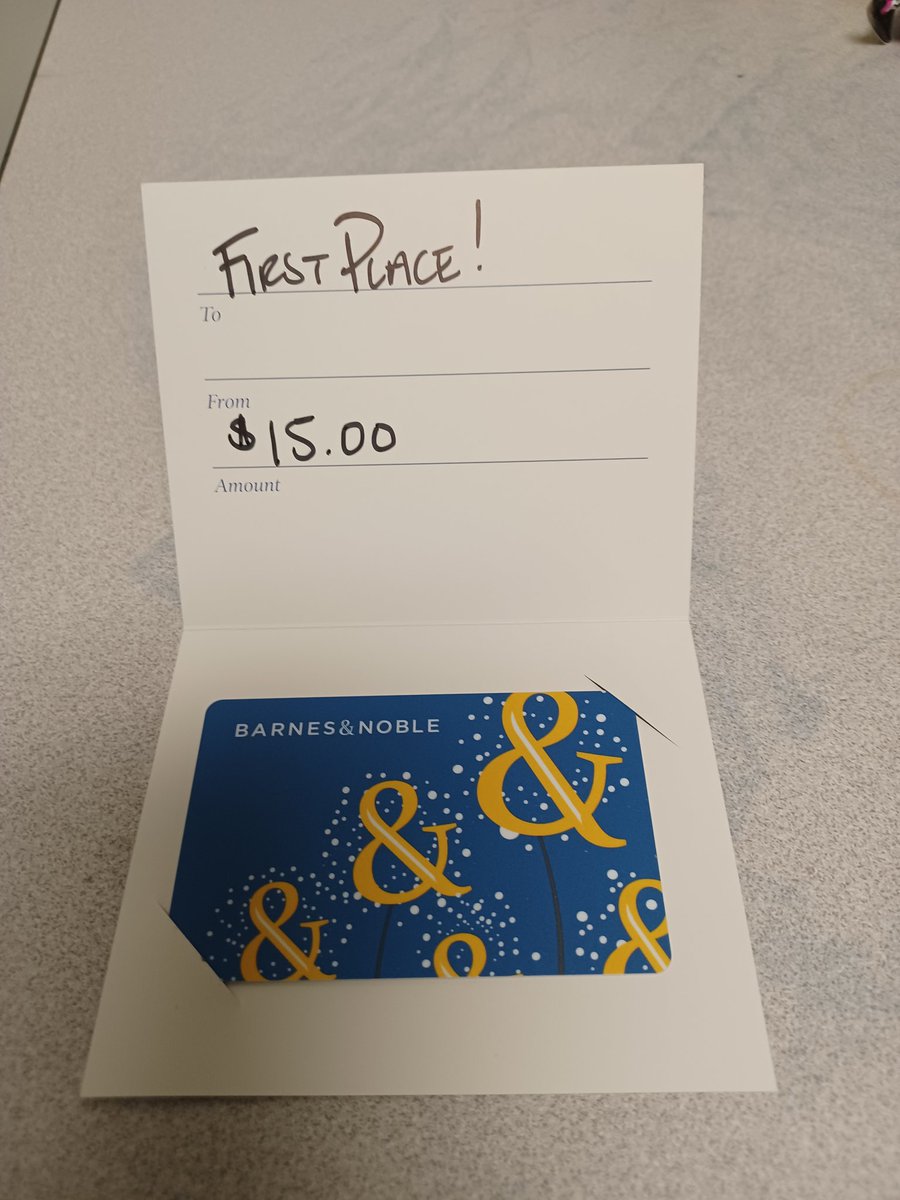 FIRST PLACE!
To
From
$15.00
Amount
BARNES&NOBLE
&
&
&
&
&